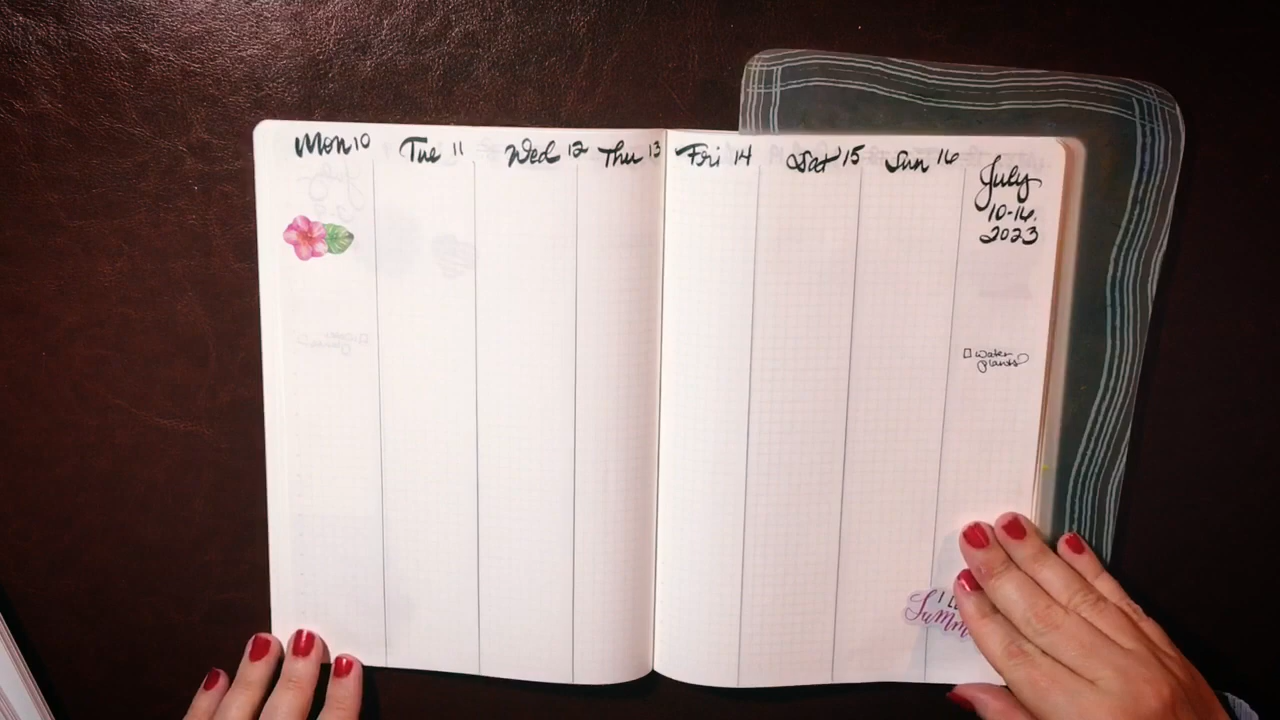 Mon 10
Tue 11
Wed 12
Thu 13
Fri 14
Sat 15
Sun 16
July
10-16.
2023
water
plants
I L
Summ